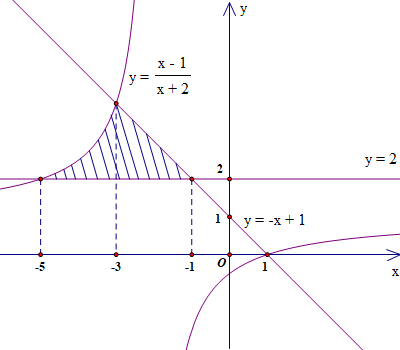 y
y = x - 1
x + 2
2
y = 2
1
y = -x + 1
-5
-3
-1
O
1
x